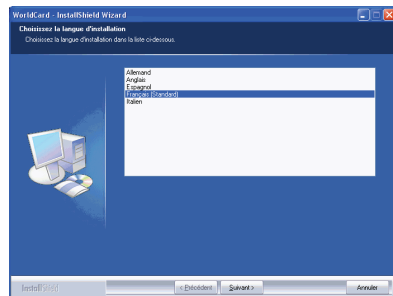 WorldCard - InstallShield Wizard
Choisissez la langue d'installation
Choisissez la langue d'installation dans la liste ci-dessous.
Allemand
Anglais
Espagnol
Français (Standard)
Italien
InstallShield
< Précédent
Suivant >
Annuler